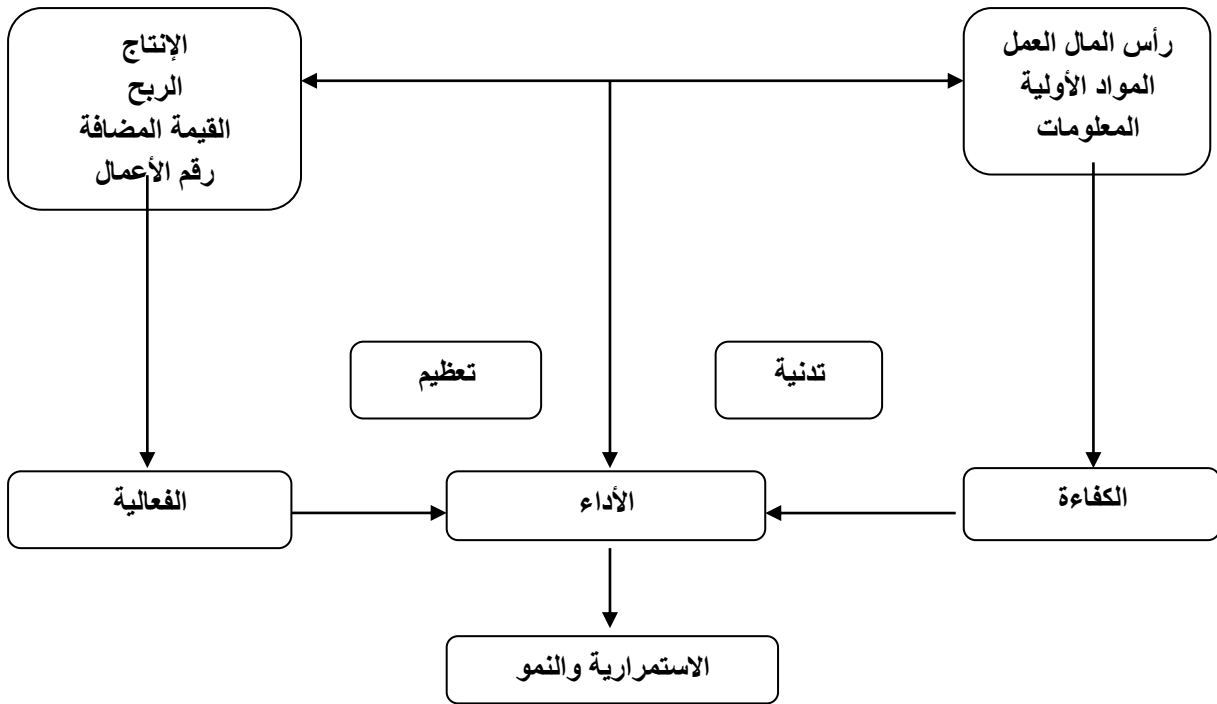 رأس المال العمل
المواد الأولية
المعلومات
الإنتاج
الربح
القيمة المضافة
رقم الأعمال
تدنية
تعظيم
الكفاءة
الأداء
الفعالية
الاستمرارية والنمو